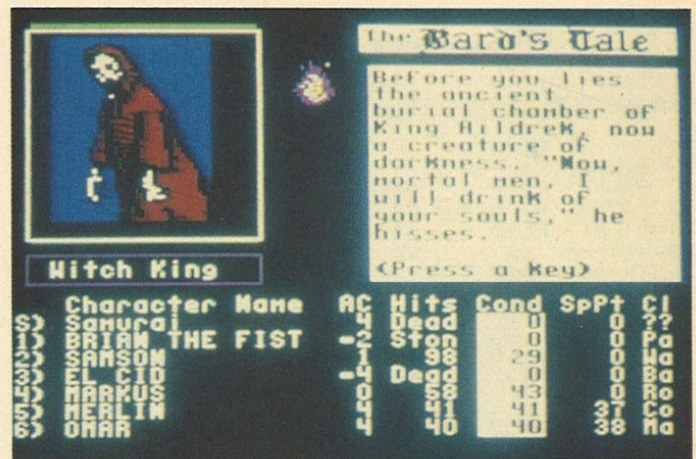 The Bard's Tale
Before you lies
the ancient
burial chamber of
King Aildrek, now
a creature of
darkness. "Now,
mortal men, I
will drink of
your souls," he
hisses.
(Press a key)
Witch King
Character Name AC Hits Cond SpPt Cl
S) Samurai 4 Dead 0 0 ??
1) BRIAN THE FIST -2 Ston 0 0 Pa
2) SAMSON 1 98 29 0 Wa
3) EL CID -4 Dead 0 0 Ba
4) MARKUS 0 58 43 0 Ro
5) MERLIN 4 41 41 37 Co
6) OMAR 4 40 40 38 Ma